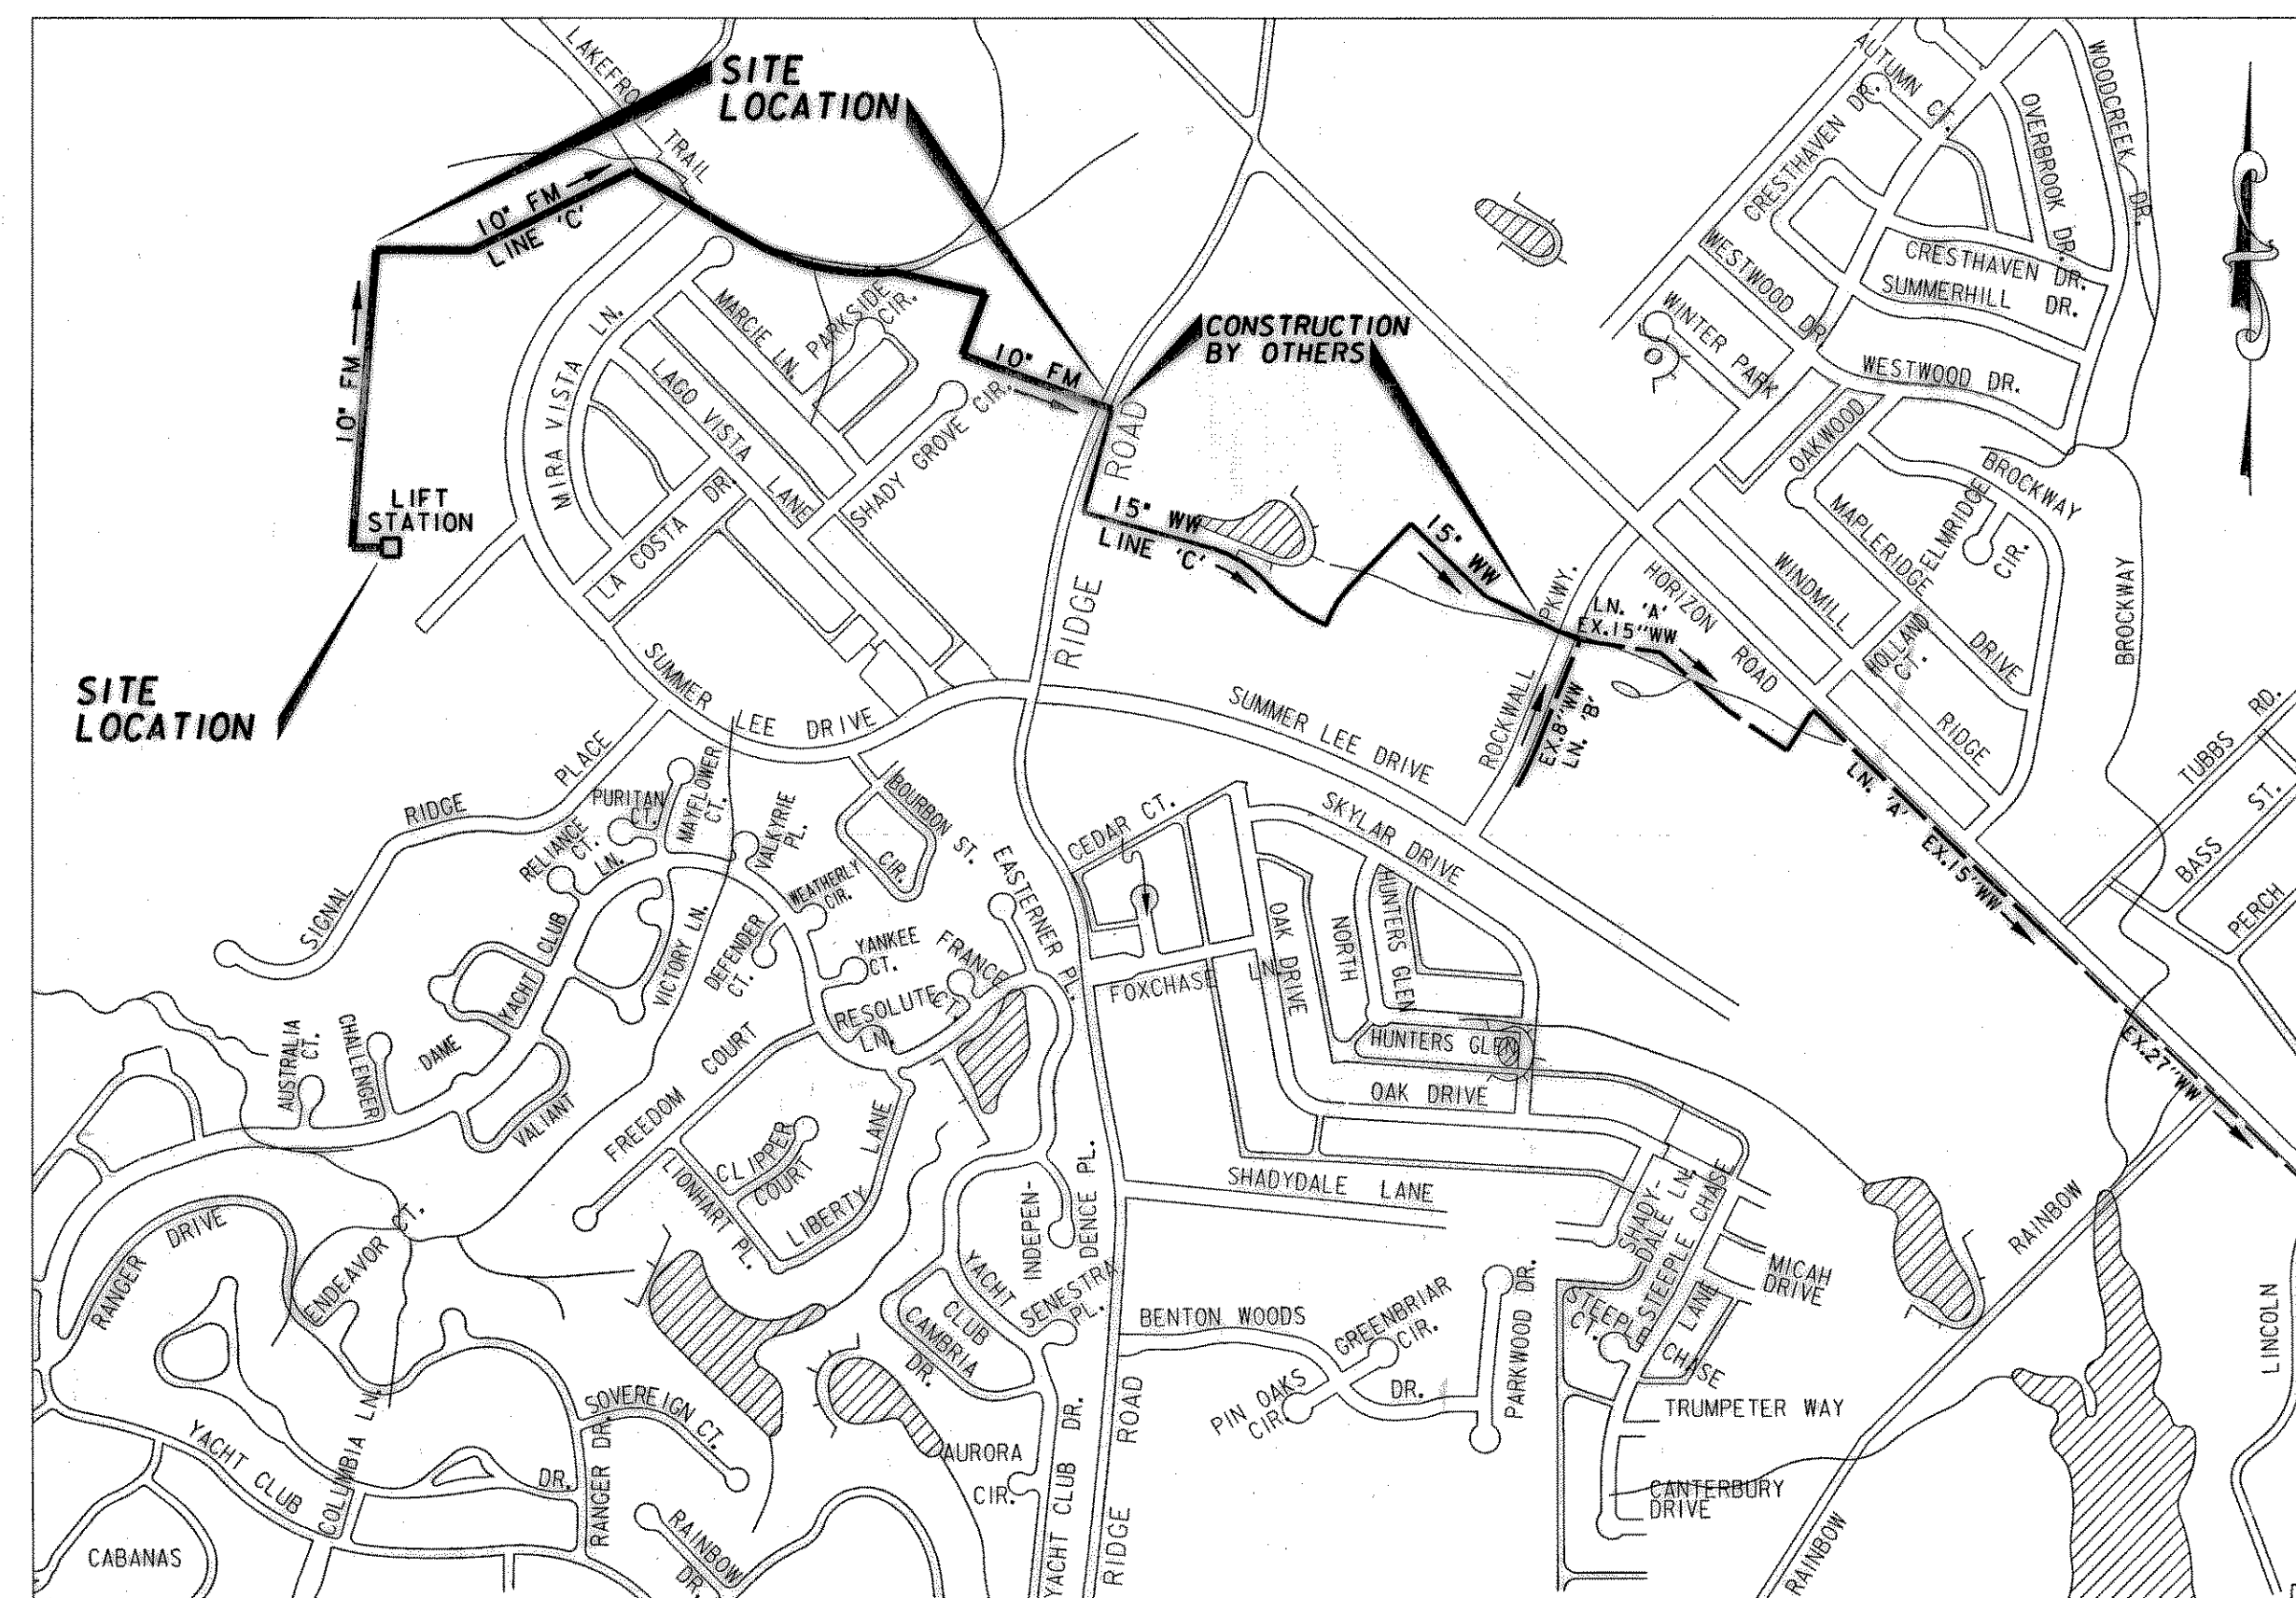 SITE
LOCATION
LAKEFRONT
TRAIL
10" FM
LINE 'C'
10" FM
LIFT
STATION
SITE
LOCATION
MIRA VISTA LN.
MARCIE LN.
PARKSIDE
CIR.
LAGO VISTA LANE
SHADY GROVE CIR.
LA COSTA DR.
10" FM
CONSTRUCTION
BY OTHERS
RIDGE ROAD
15" WW
LINE 'C'
15" WW
AUTUMN CT.
WOODCREEK DR.
OVERBROOK DR.
CRESTHAVEN DR.
CRESTHAVEN DR.
SUMMERHILL DR.
WESTWOOD DR.
WESTWOOD DR.
WINTER PARK
OAKWOOD
BROCKWAY
ELMRIDGE
CIR.
MAPLERIDGE DRIVE
WINDMILL RIDGE
HOLLAND
CT.
BROCKWAY
HORIZON ROAD
ROCKWALL PKWY.
LN. 'A'
EX.15"WW
EX.8"WW
LN. 'B'
LN. 'A' EX.15"WW
EX.27"WW
TUBBS RD.
BASS ST.
PERCH
SUMMER LEE DRIVE
SUMMER LEE DRIVE
SKYLAR DRIVE
SIGNAL RIDGE PLACE
PURITAN
CT.
MAYFLOWER
CT.
RELIANCE
CT.
VALKYRIE
PL.
WEATHERLY
CIR.
BOURBON ST.
CIR.
EASTERNER PL.
CEDAR CT.
DAME
YACHT CLUB LN.
VICTORY LN.
DEFENDER
CT.
YANKEE
CT.
FRANCE
CT.
RESOLUTE
LN.
FOXCHASE LN.
OAK DRIVE
NORTH
HUNTERS GLEN
HUNTERS GLEN
OAK DRIVE
AUSTRALIA
CT.
CHALLENGER
VALIANT
FREEDOM COURT
LIONHART PL.
CLIPPER
COURT
LIBERTY LANE
INDEPEN-
DENCE PL.
SHADYDALE LANE
SHADY-
DALE LN.
STEEPLE CHASE
STEEPLE CHASE
LANE
STEEPLE
CT.
MICAH
DRIVE
RAINBOW
LINCOLN
RANGER DRIVE
ENDEAVOR CT.
YACHT
CLUB
SENESTRA
PL.
CAMBRIA
DR.
BENTON WOODS
DR.
GREENBRIAR
CIR.
PIN OAKS
CIR.
PARKWOOD DR.
TRUMPETER WAY
CANTERBURY
DRIVE
YACHT CLUB DR.
COLUMBIA LN.
SOVEREIGN CT.
RANGER DR.
RAINBOW
DR.
AURORA
CIR.
YACHT CLUB DR.
RIDGE ROAD
RAINBOW
CABANAS